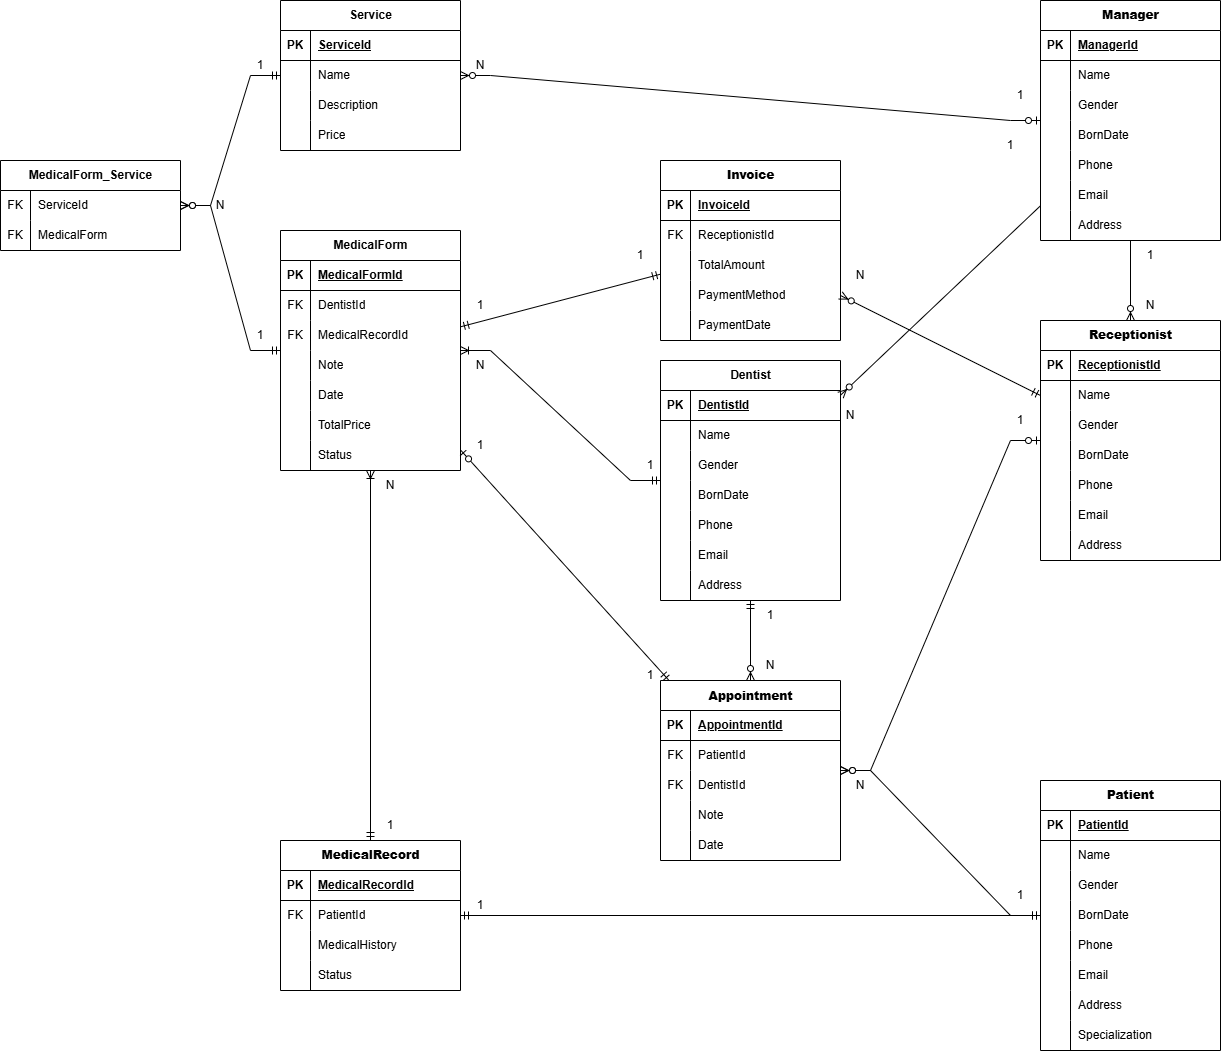 Service
PK ServiceId
Name
Description
Price
Manager
PK ManagerId
Name
Gender
BornDate
Phone
Email
Address
1
N
1
1
MedicalForm_Service
FK ServiceId
FK MedicalForm
N
Invoice
PK InvoiceId
FK ReceptionistId
TotalAmount
PaymentMethod
PaymentDate
MedicalForm
PK MedicalFormId
FK DentistId
FK MedicalRecordId
Note
Date
TotalPrice
Status
1
1
1
N
1
N
Receptionist
PK ReceptionistId
Name
Gender
BornDate
Phone
Email
Address
1
N
Dentist
PK DentistId
Name
Gender
BornDate
Phone
Email
Address
N
1
N
1
1
N
1
N
1
Appointment
PK AppointmentId
FK PatientId
FK DentistId
Note
Date
N
Patient
PK PatientId
Name
Gender
BornDate
Phone
Email
Address
Specialization
1
1
MedicalRecord
PK MedicalRecordId
FK PatientId
MedicalHistory
Status
1